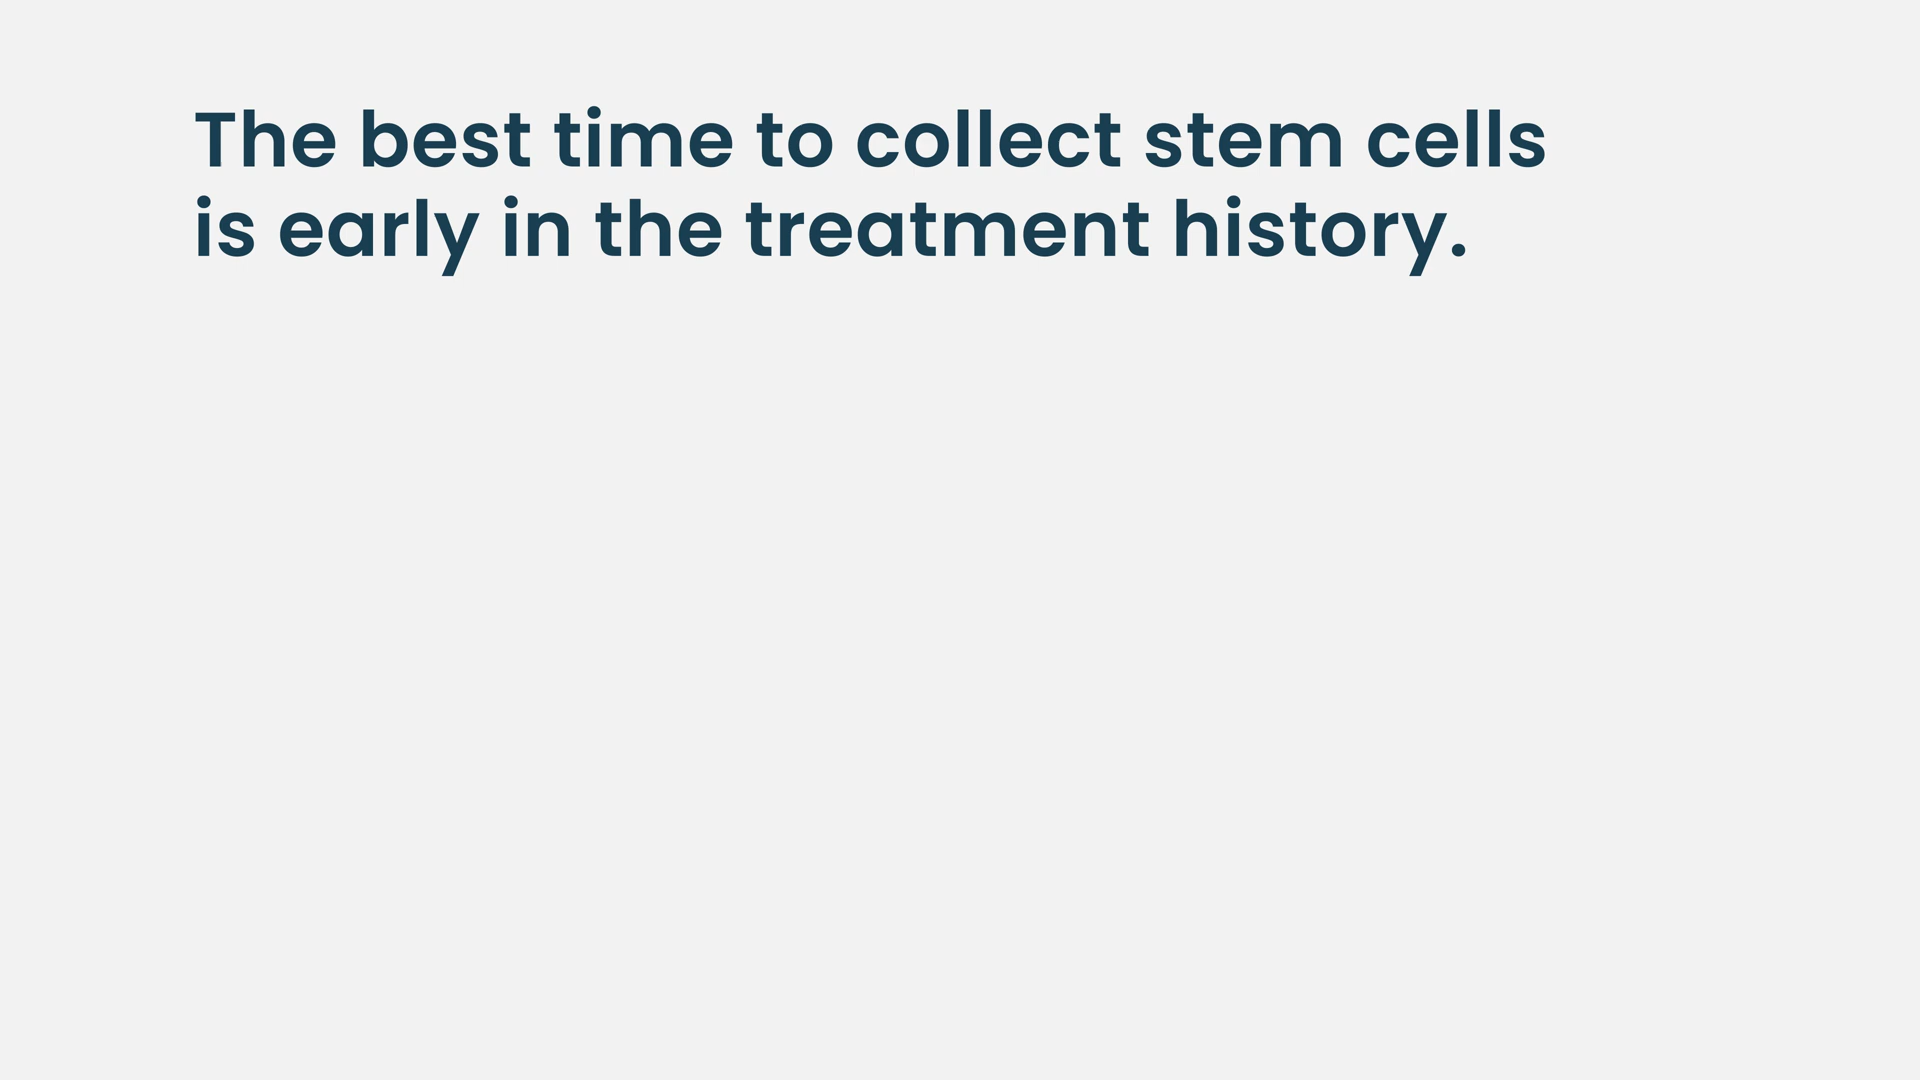 The best time to collect stem cells
is early in the treatment history.